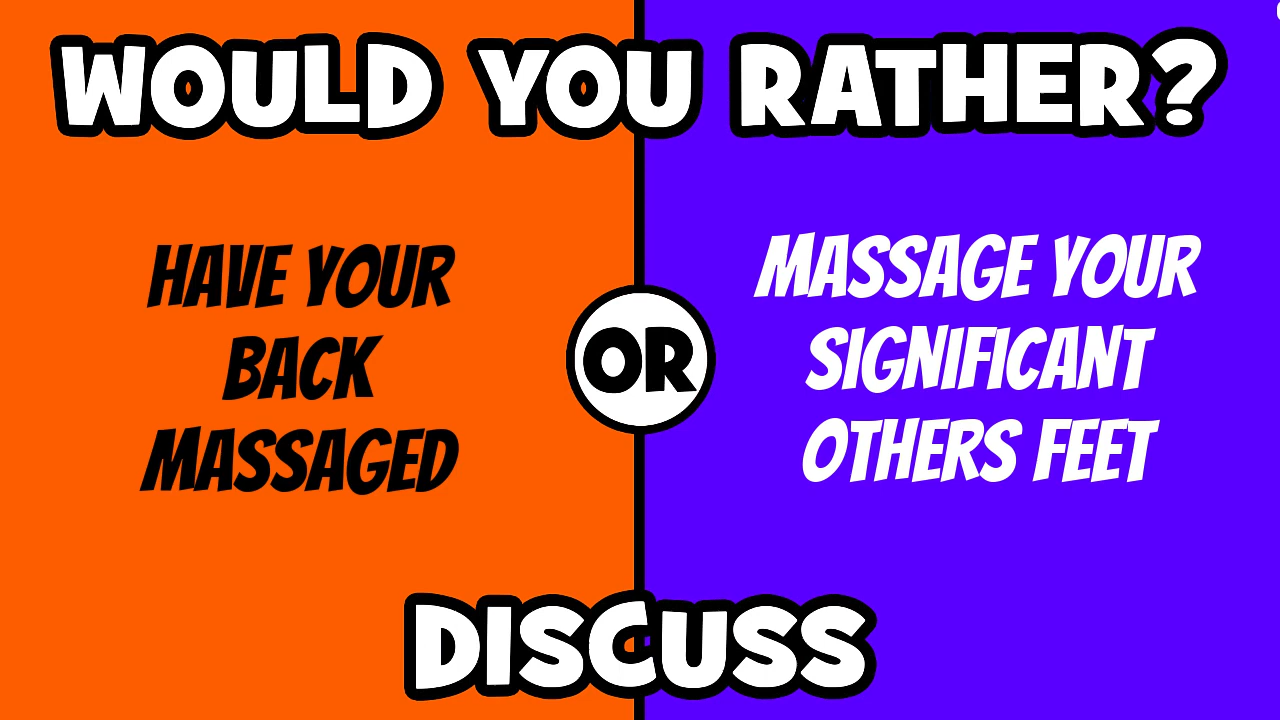 WOULD YOU RATHER?
HAVE YOUR
BACK
MASSAGED
OR
MASSAGE YOUR
SIGNIFICANT
OTHERS FEET
DISCUSS